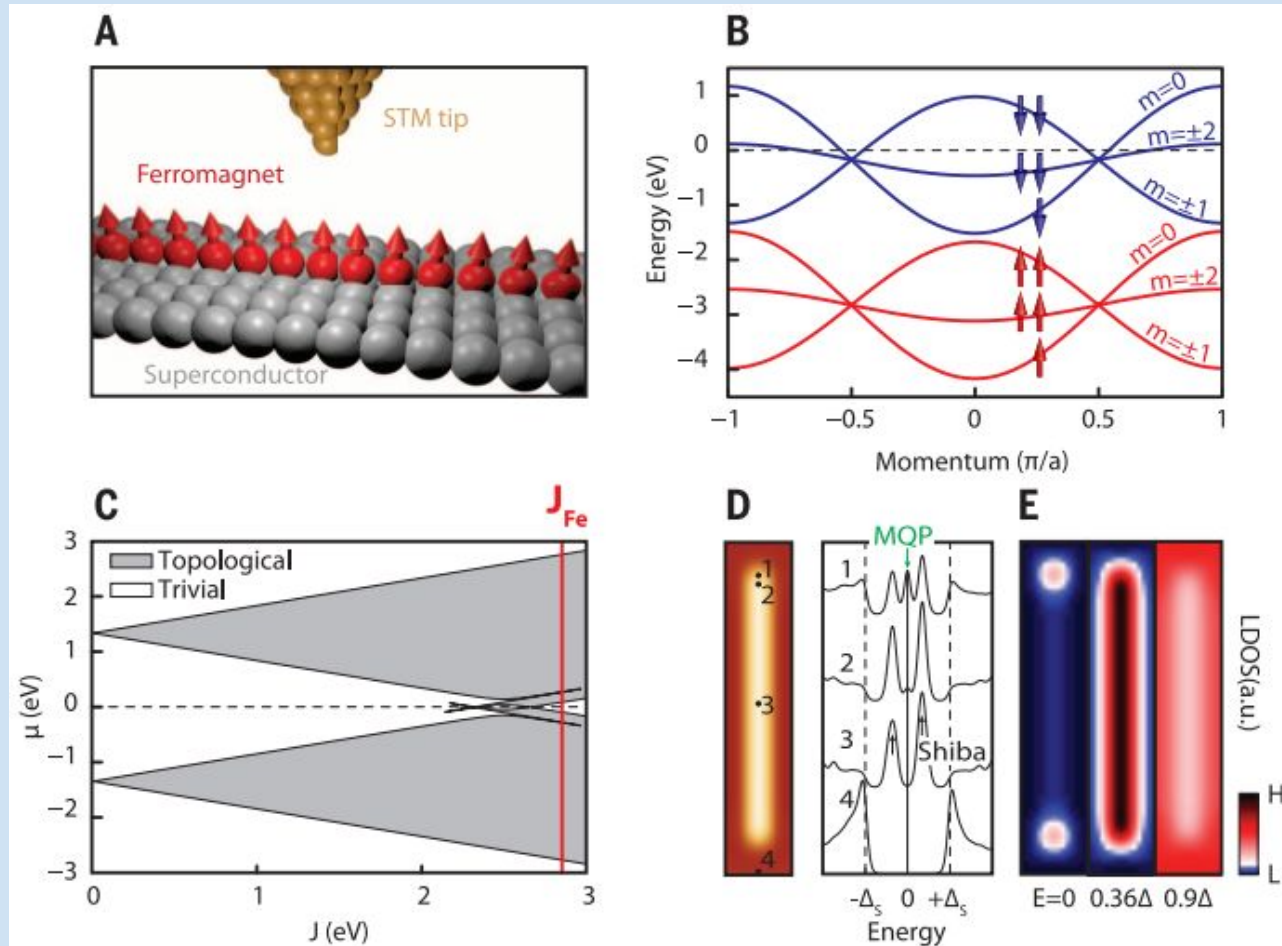 A
STM tip
Ferromagnet
Superconductor
B
Energy (eV)
1
0
−1
−2
−3
−4
m=0
m=±2
m=±1
m=0
m=±2
m=±1
−1
−0.5
0
0.5
1
Momentum (π/a)
C
J_Fe
μ (eV)
3
2
1
0
−1
−2
−3
Topological
Trivial
0
1
2
3
J (eV)
D
1
2
3
4
MQP
1
2
3
Shiba
4
-Δ_S 0 +Δ_S
Energy
E
E=0 0.36Δ 0.9Δ
LDOS(a.u.)
H
L